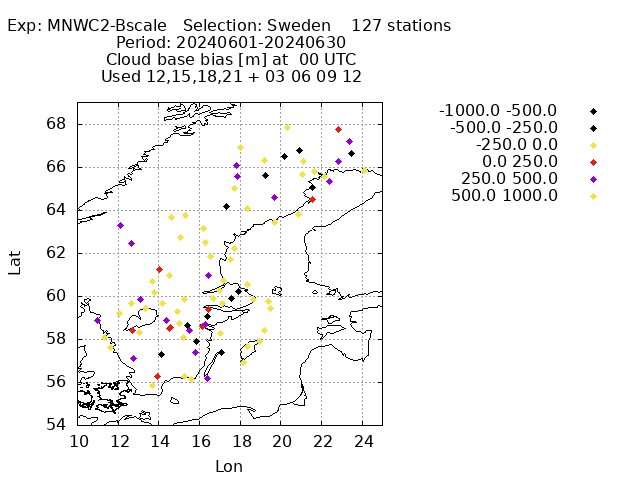 Exp: MNWC2-Bscale   Selection: Sweden    127 stations
Period: 20240601-20240630
Cloud base bias [m] at  00 UTC
Used 12,15,18,21 + 03 06 09 12
-1000.0 -500.0
-500.0 -250.0
-250.0 0.0
0.0 250.0
250.0 500.0
500.0 1000.0
68
66
64
62
60
58
56
54
Lat
10 12 14 16 18 20 22 24
Lon